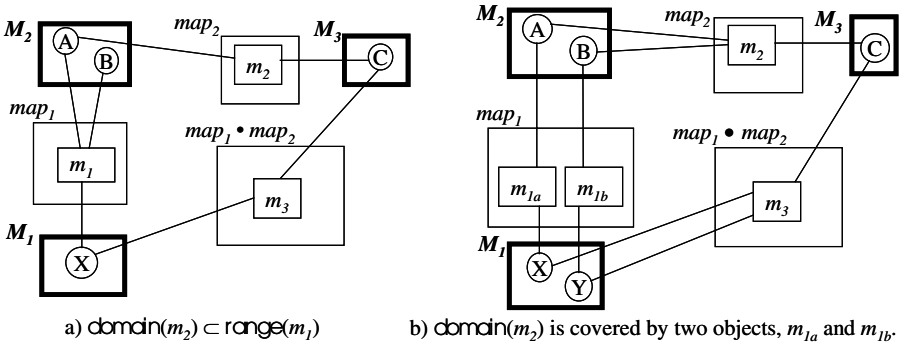 M₂
A
B
map₂
m₂
M₃
C
map₁
m₁
map₁ • map₂
m₃
M₁
X
a) domain(m₂) ⊂ range(m₁)
M₂
A
B
map₂
m₂
M₃
C
map₁
m₁ₐ
m₁b
map₁ • map₂
m₃
M₁
X
Y
b) domain(m₂) is covered by two objects, m₁ₐ and m₁b.